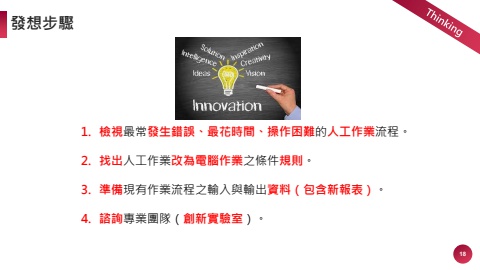 發想步驟
Thinking
Solution
Inspiration
Intelligence
Creativity
Ideas
Vision
Innovation
1. 檢視最常發生錯誤、最花時間、操作困難的人工作業流程。
2. 找出人工作業改為電腦作業之條件規則。
3. 準備現有作業流程之輸入與輸出資料(包含新報表)。
4. 諮詢專業團隊(創新實驗室)。
18